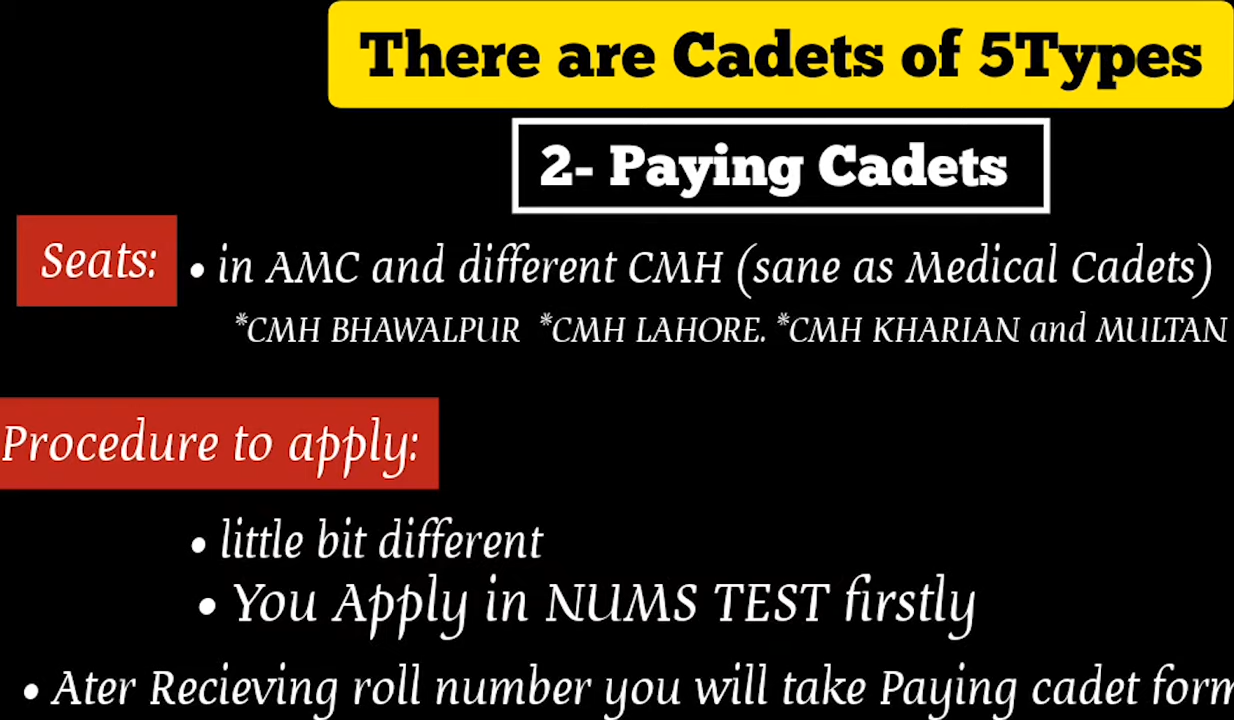 There are Cadets of 5Types
2- Paying Cadets
Seats: • in AMC and different CMH (sane as Medical Cadets)
*CMH BHAWALPUR *CMH LAHORE. *CMH KHARIAN and MULTAN
Procedure to apply:
• little bit different
• You Apply in NUMS TEST firstly
• Ater Recieving roll number you will take Paying cadet form